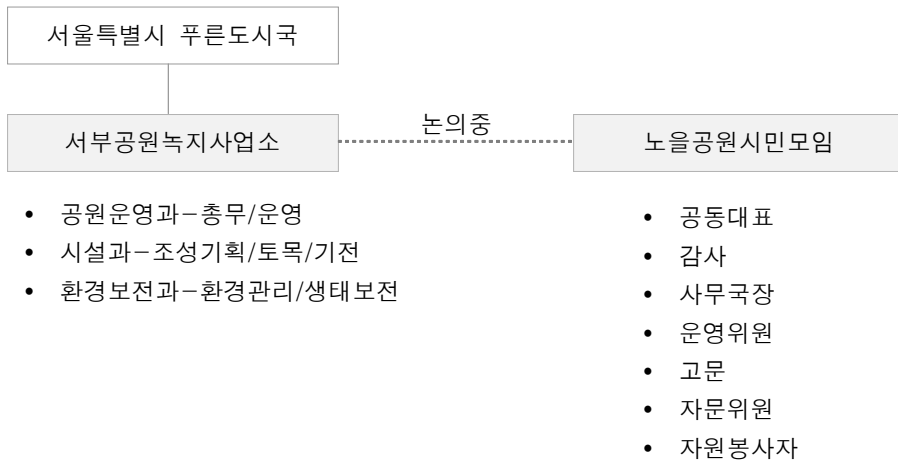 서울특별시 푸른도시국
서부공원녹지사업소
논의중
노을공원시민모임
• 공원운영과-총무/운영
• 시설과-조성기획/토목/기전
• 환경보전과-환경관리/생태보전
• 공동대표
• 감사
• 사무국장
• 운영위원
• 고문
• 자문위원
• 자원봉사자